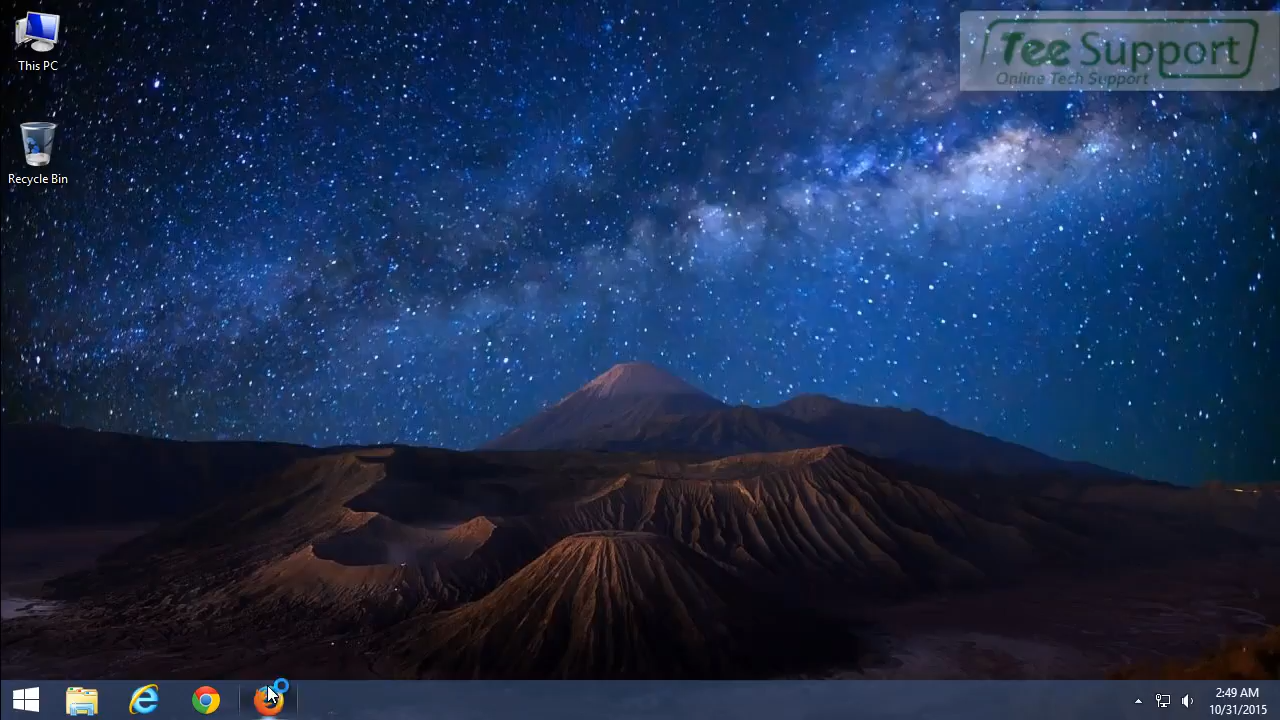 This PC
Recycle Bin
Tee Support
Online Tech Support
2:49 AM
10/31/2015